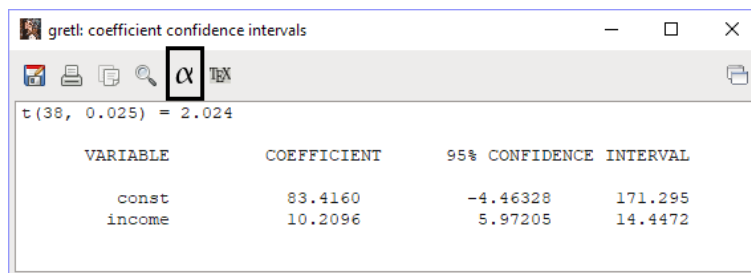 gretl: coefficient confidence intervals
α TEX
t(38, 0.025) = 2.024
VARIABLE COEFFICIENT 95% CONFIDENCE INTERVAL
const 83.4160 -4.46328 171.295
income 10.2096 5.97205 14.4472